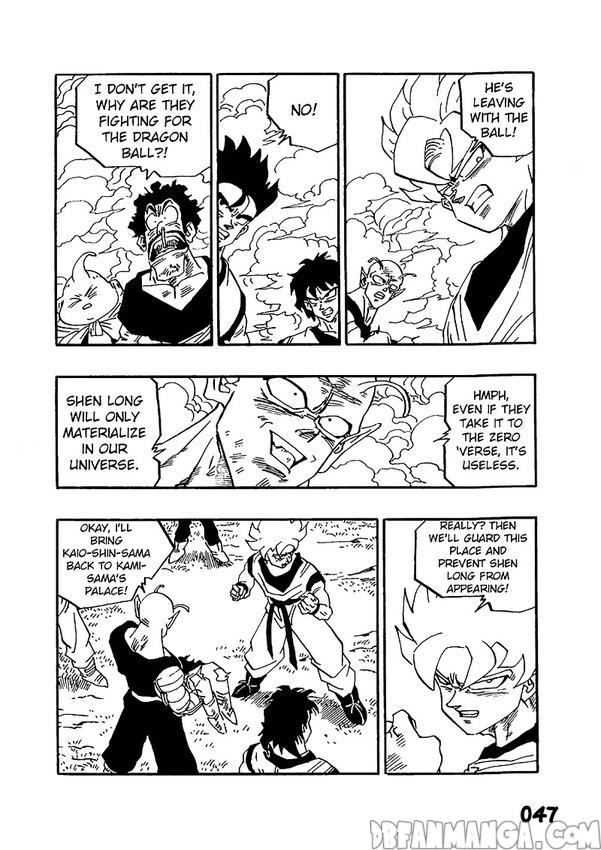 HE'S
LEAVING
WITH THE
BALL!
NO!
I DON'T GET IT,
WHY ARE THEY
FIGHTING FOR
THE DRAGON
BALL?!
HMPH,
EVEN IF THEY
TAKE IT TO
THE ZERO
'VERSE, IT'S
USELESS.
SHEN LONG
WILL ONLY
MATERIALIZE
IN OUR
UNIVERSE.
REALLY? THEN
WE'LL GUARD THIS
PLACE AND
PREVENT SHEN
LONG FROM
APPEARING!
OKAY, I'LL
BRING
KAIO-SHIN-SAMA
BACK TO KAMI-
SAMA'S
PALACE!
047
DBFANMANGA.COM